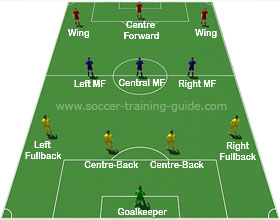 Wing
Centre
Forward
Wing
Left MF
Central MF
Right MF
www.soccer-training-guide.com
Left
Fullback
Centre-Back
Centre-Back
Right
Fullback
Goalkeeper